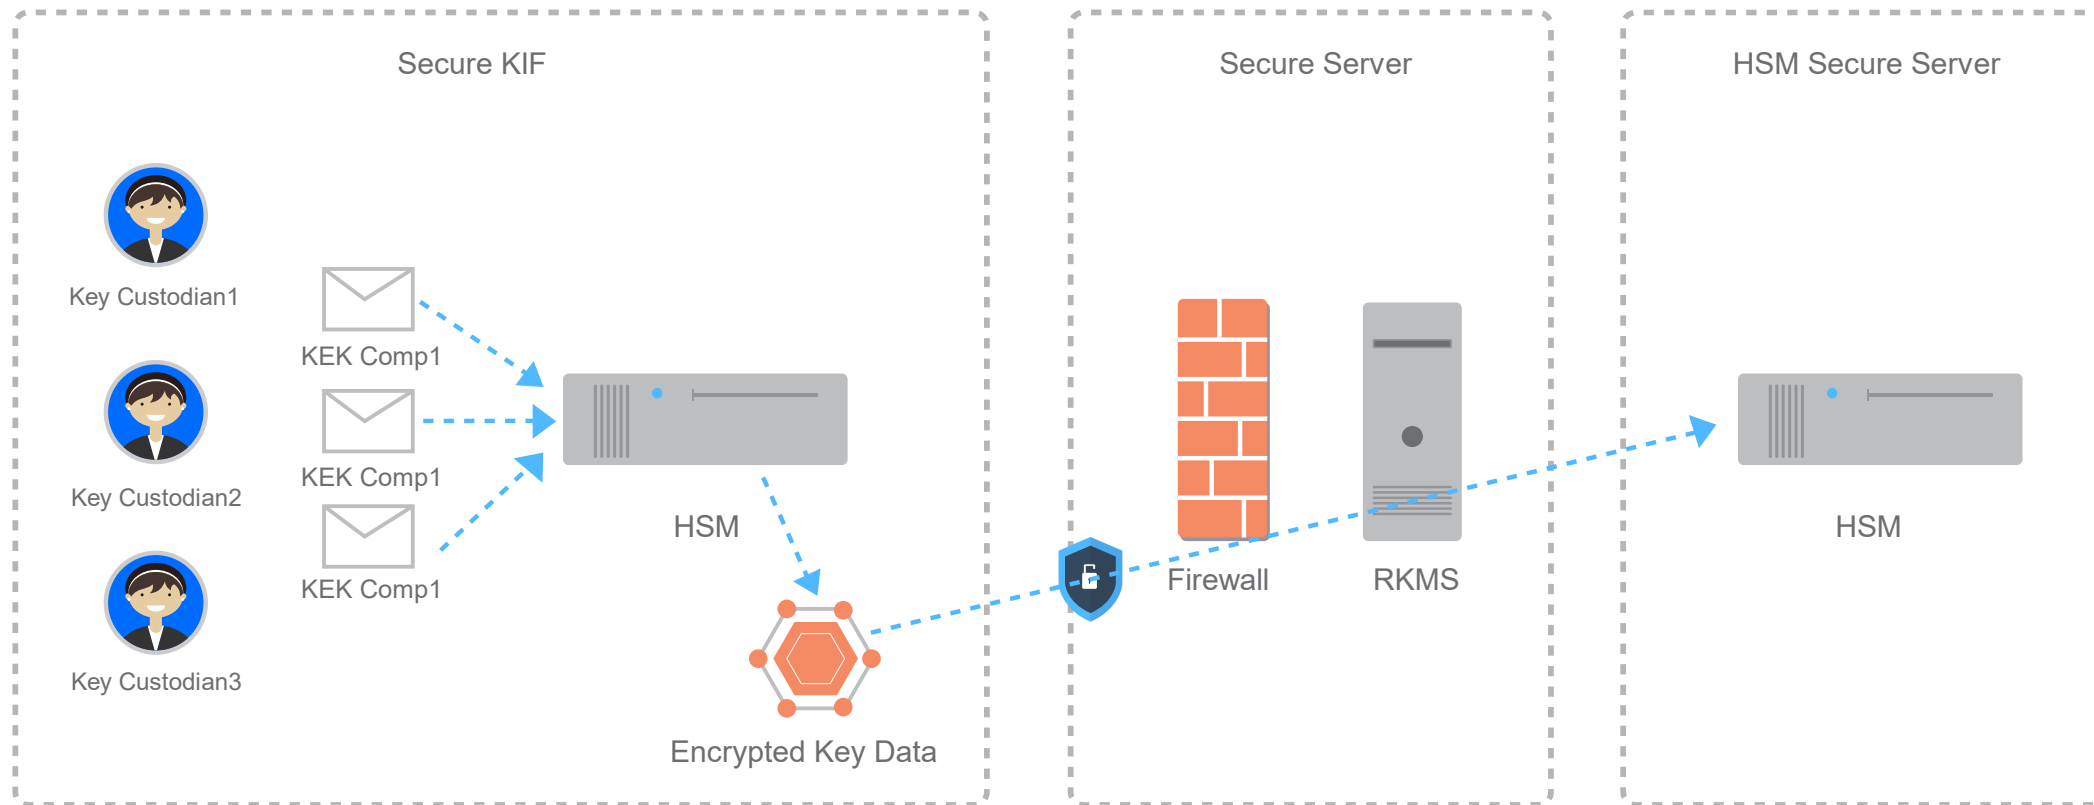 Secure KIF
Secure Server
HSM Secure Server
Key Custodian1
KEK Comp1
KEK Comp1
Key Custodian2
KEK Comp1
Key Custodian3
HSM
Encrypted Key Data
Firewall
RKMS
HSM